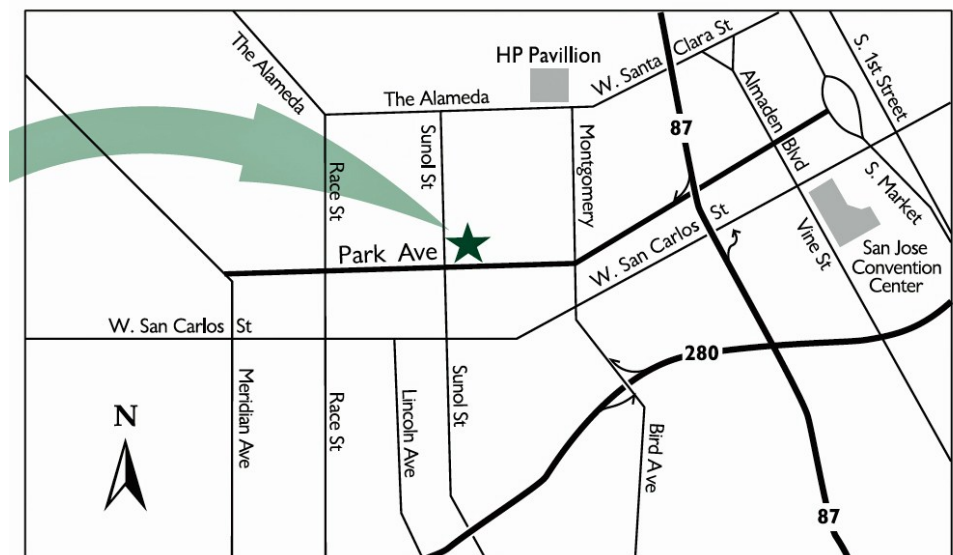 The Alameda
HP Pavillion
W. Santa Clara St
S. 1st Street
The Alameda
87
Almaden Blvd
Sunol St
Race St
Montgomery
S. Market
Park Ave
W. San Carlos St
Vine St
San Jose
Convention
Center
W. San Carlos St
280
Meridian Ave
Race St
Lincoln Ave
Sunol St
Bird Ave
N
87